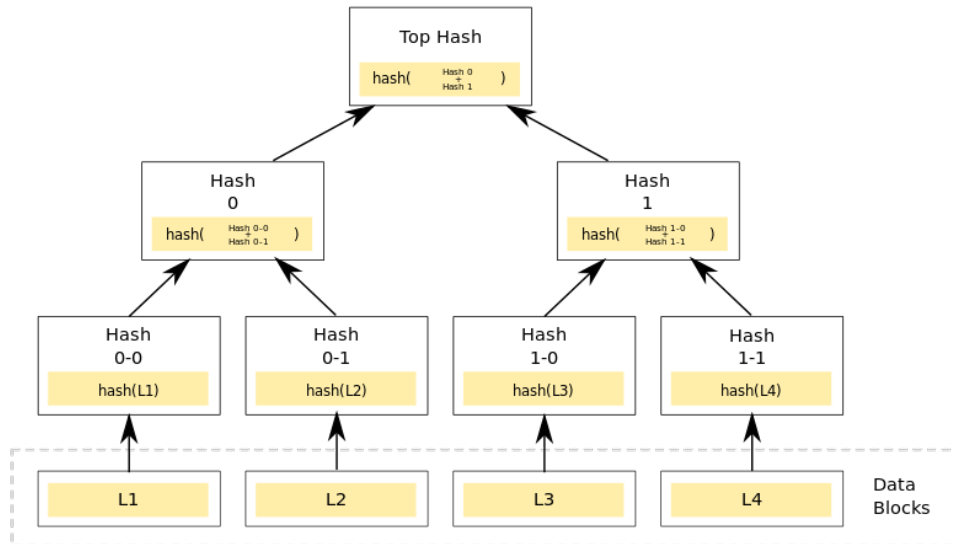 Top Hash
hash( Hash 0 + Hash 1 )
Hash
0
hash( Hash 0-0 + Hash 0-1 )
Hash
1
hash( Hash 1-0 + Hash 1-1 )
Hash
0-0
hash(L1)
Hash
0-1
hash(L2)
Hash
1-0
hash(L3)
Hash
1-1
hash(L4)
L1
L2
L3
L4
Data
Blocks